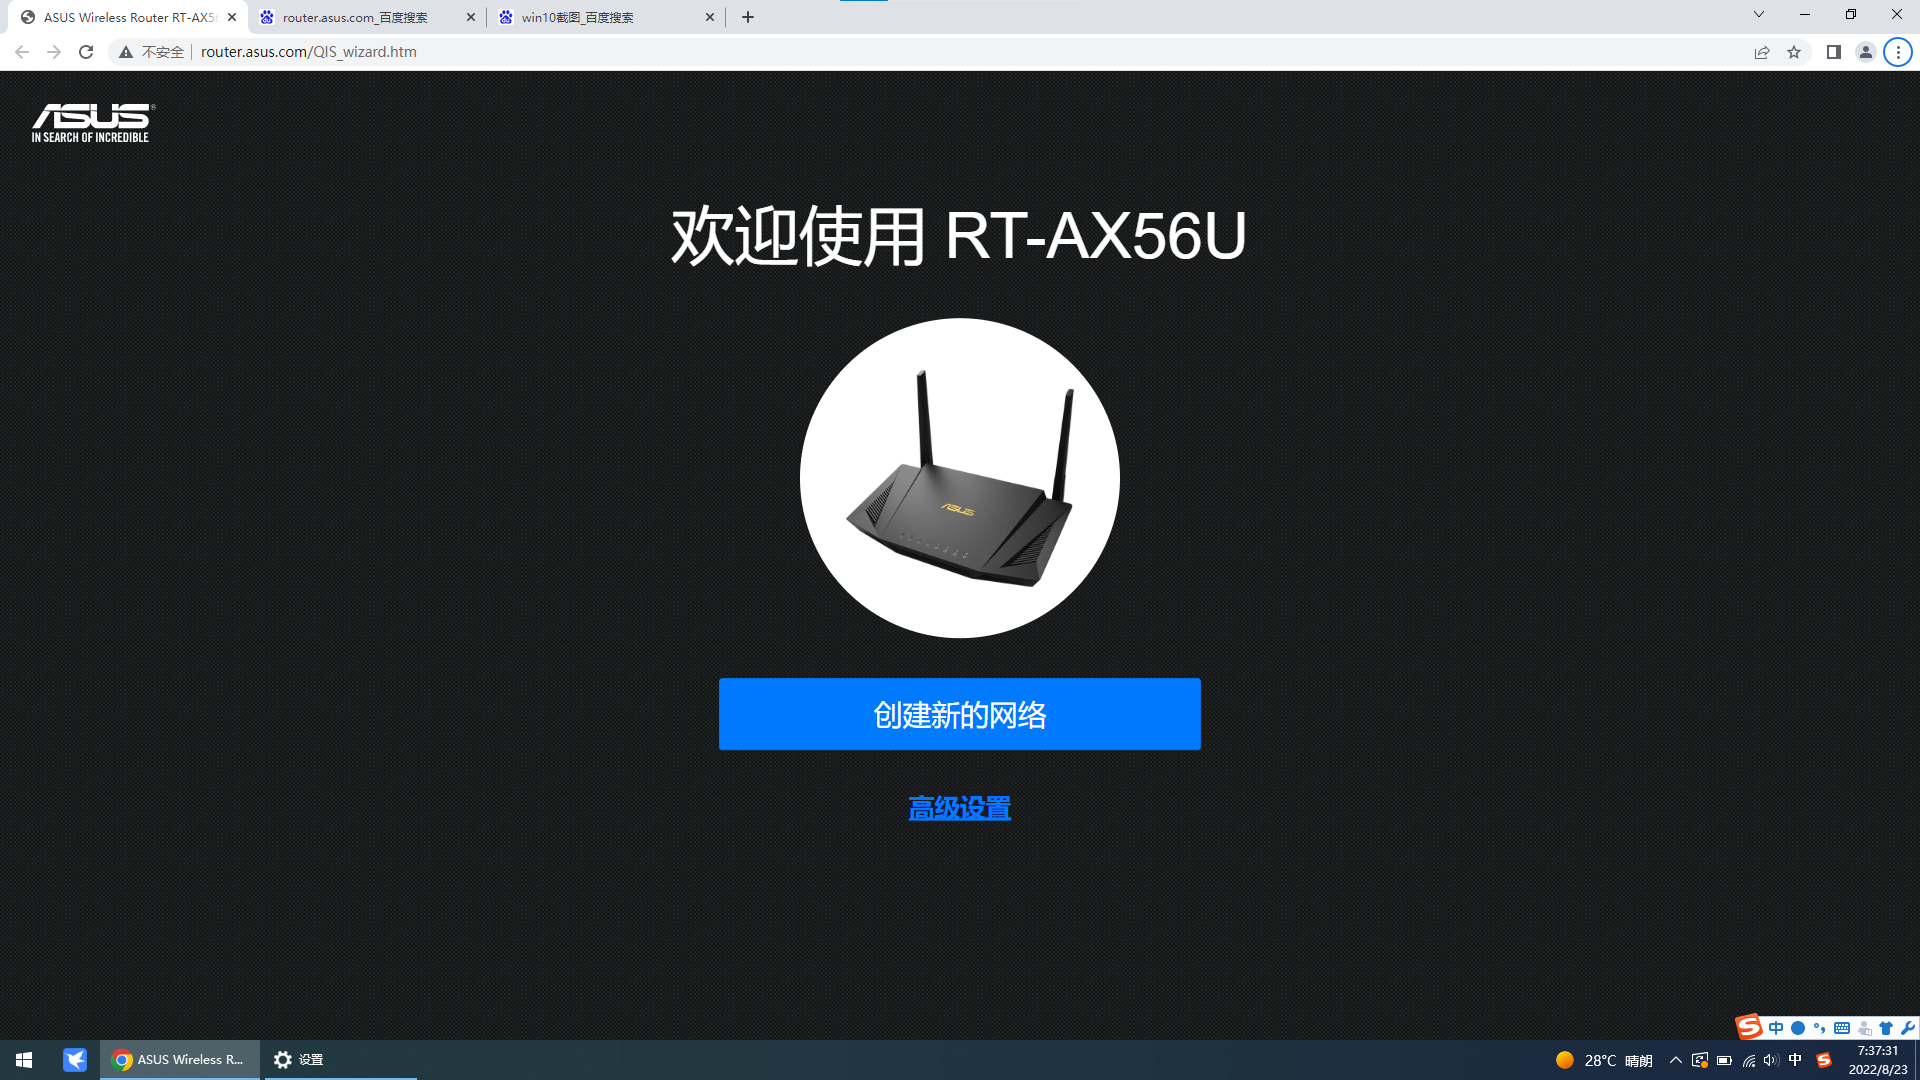 ASUS Wireless Router RT-AX56
router.asus.com_百度搜索
win10截图_百度搜索
不安全
router.asus.com/QIS_wizard.htm
ASUS
IN SEARCH OF INCREDIBLE
欢迎使用 RT-AX56U
ASUS
创建新的网络
高级设置
中
ASUS Wireless R...
设置
28°C 晴朗
中
7:37:31
2022/8/23